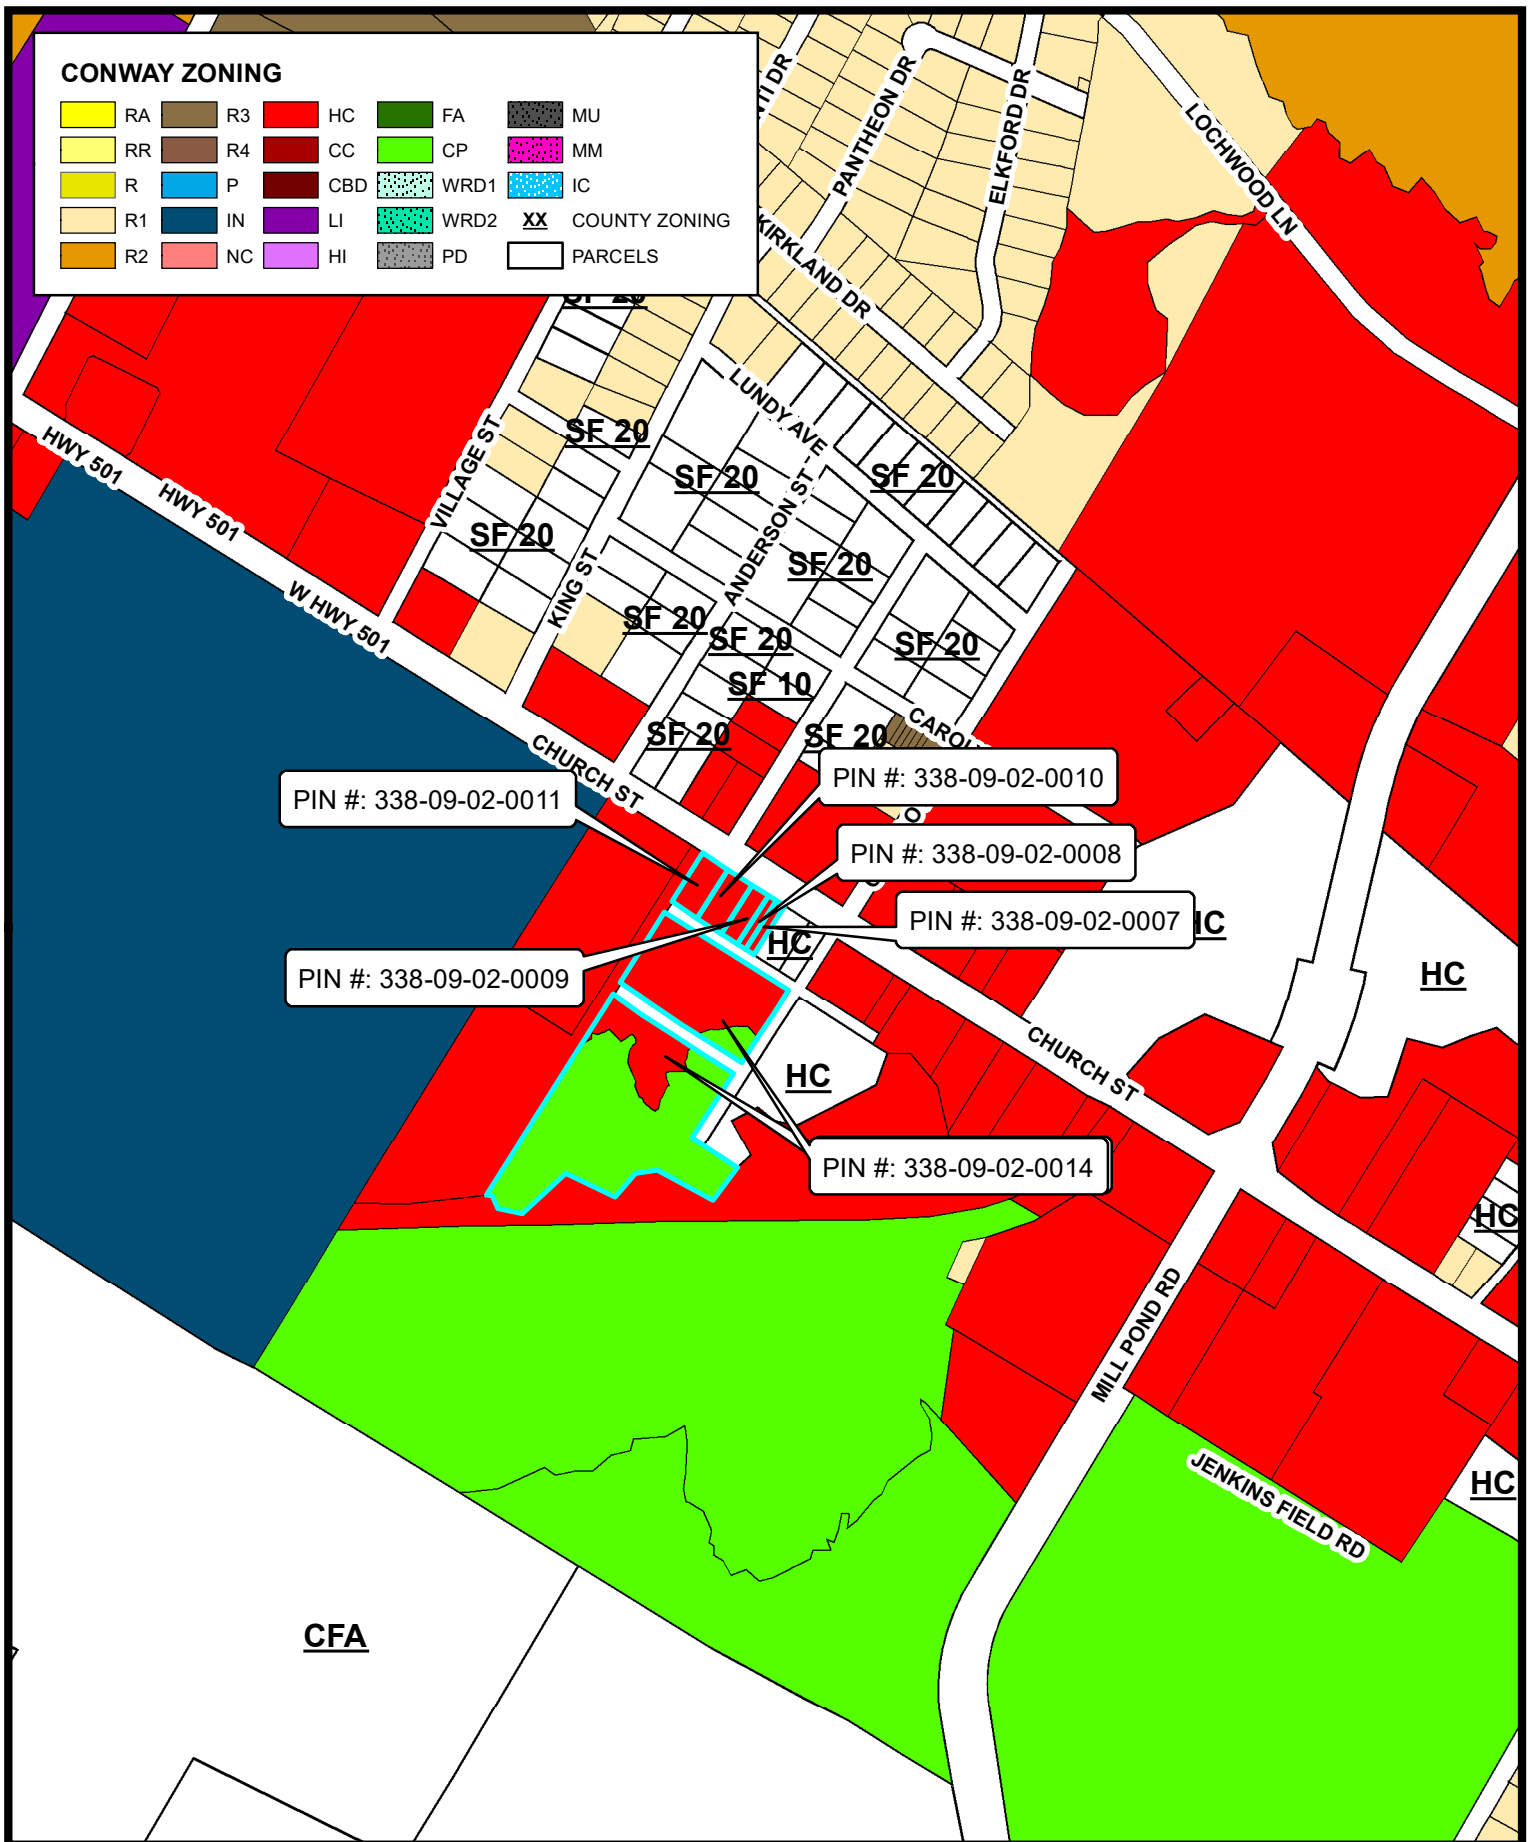 CONWAY ZONING
RA
R3
HC
FA
MU
RR
R4
CC
CP
MM
R
P
CBD
WRD1
IC
R1
IN
LI
WRD2
XX COUNTY ZONING
R2
NC
HI
PD
PARCELS
TI DR
PANTHEON DR
ELKFORD DR
LOCHWOOD LN
KIRKLAND DR
SF 20
LUNDY AVE
SF 20
SF 20
SF 20
HWY 501
HWY 501
VILLAGE ST
SF 20
ANDERSON ST
SF 20
KING ST
W HWY 501
SF 20
SF 20
SF 20
SF 10
SF 20
SF 20
CHURCH ST
PIN #: 338-09-02-0010
PIN #: 338-09-02-0011
PIN #: 338-09-02-0008
PIN #: 338-09-02-0007
HC
HC
HC
PIN #: 338-09-02-0009
HC
CHURCH ST
PIN #: 338-09-02-0014
HC
MILL POND RD
JENKINS FIELD RD
HC
CFA